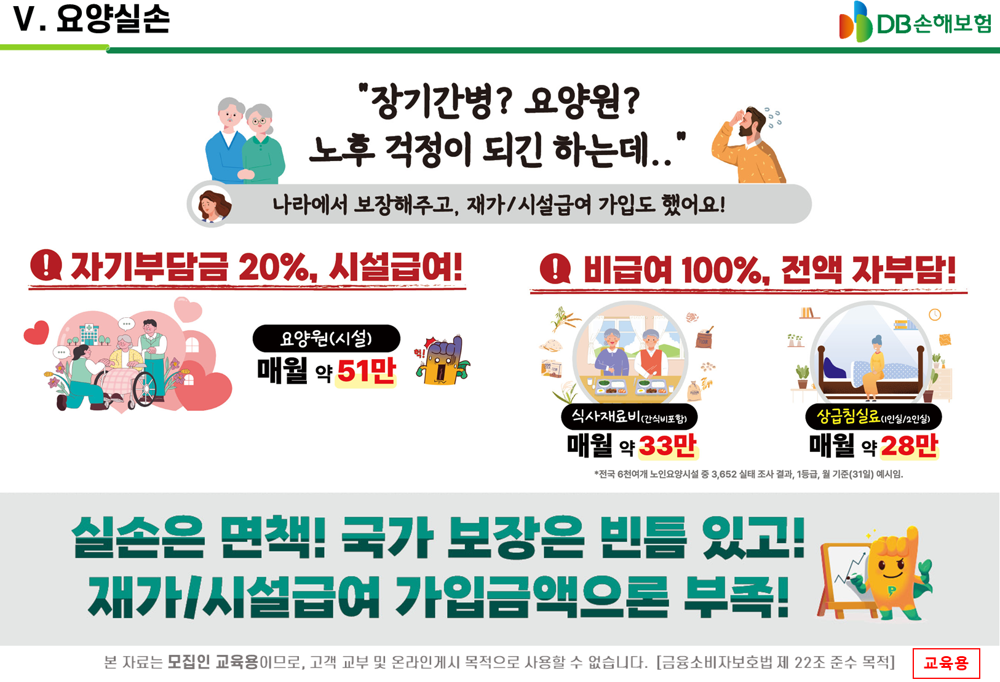 V. 요양실손
DB손해보험
"장기간병? 요양원?
노후 걱정이 되긴 하는데.."
나라에서 보장해주고, 재가/시설급여 가입도 했어요!
자기부담금 20%, 시설급여!
요양원(시설)
매월 약 51만
헉!
비급여 100%, 전액 자부담!
FLOUR
FLOUR
식사재료비(간식비포함)
매월 약 33만
상급침실료(1인실/2인실)
매월 약 28만
*전국 6천여개 노인요양시설 중 3,652 실태 조사 결과, 1등급, 월 기준(31일) 예시임.
실손은 면책! 국가 보장은 빈틈 있고!
재가/시설급여 가입금액으론 부족!
P
본 자료는 모집인 교육용이므로, 고객 교부 및 온라인게시 목적으로 사용할 수 없습니다. [금융소비자보호법 제 22조 준수 목적]
교육용